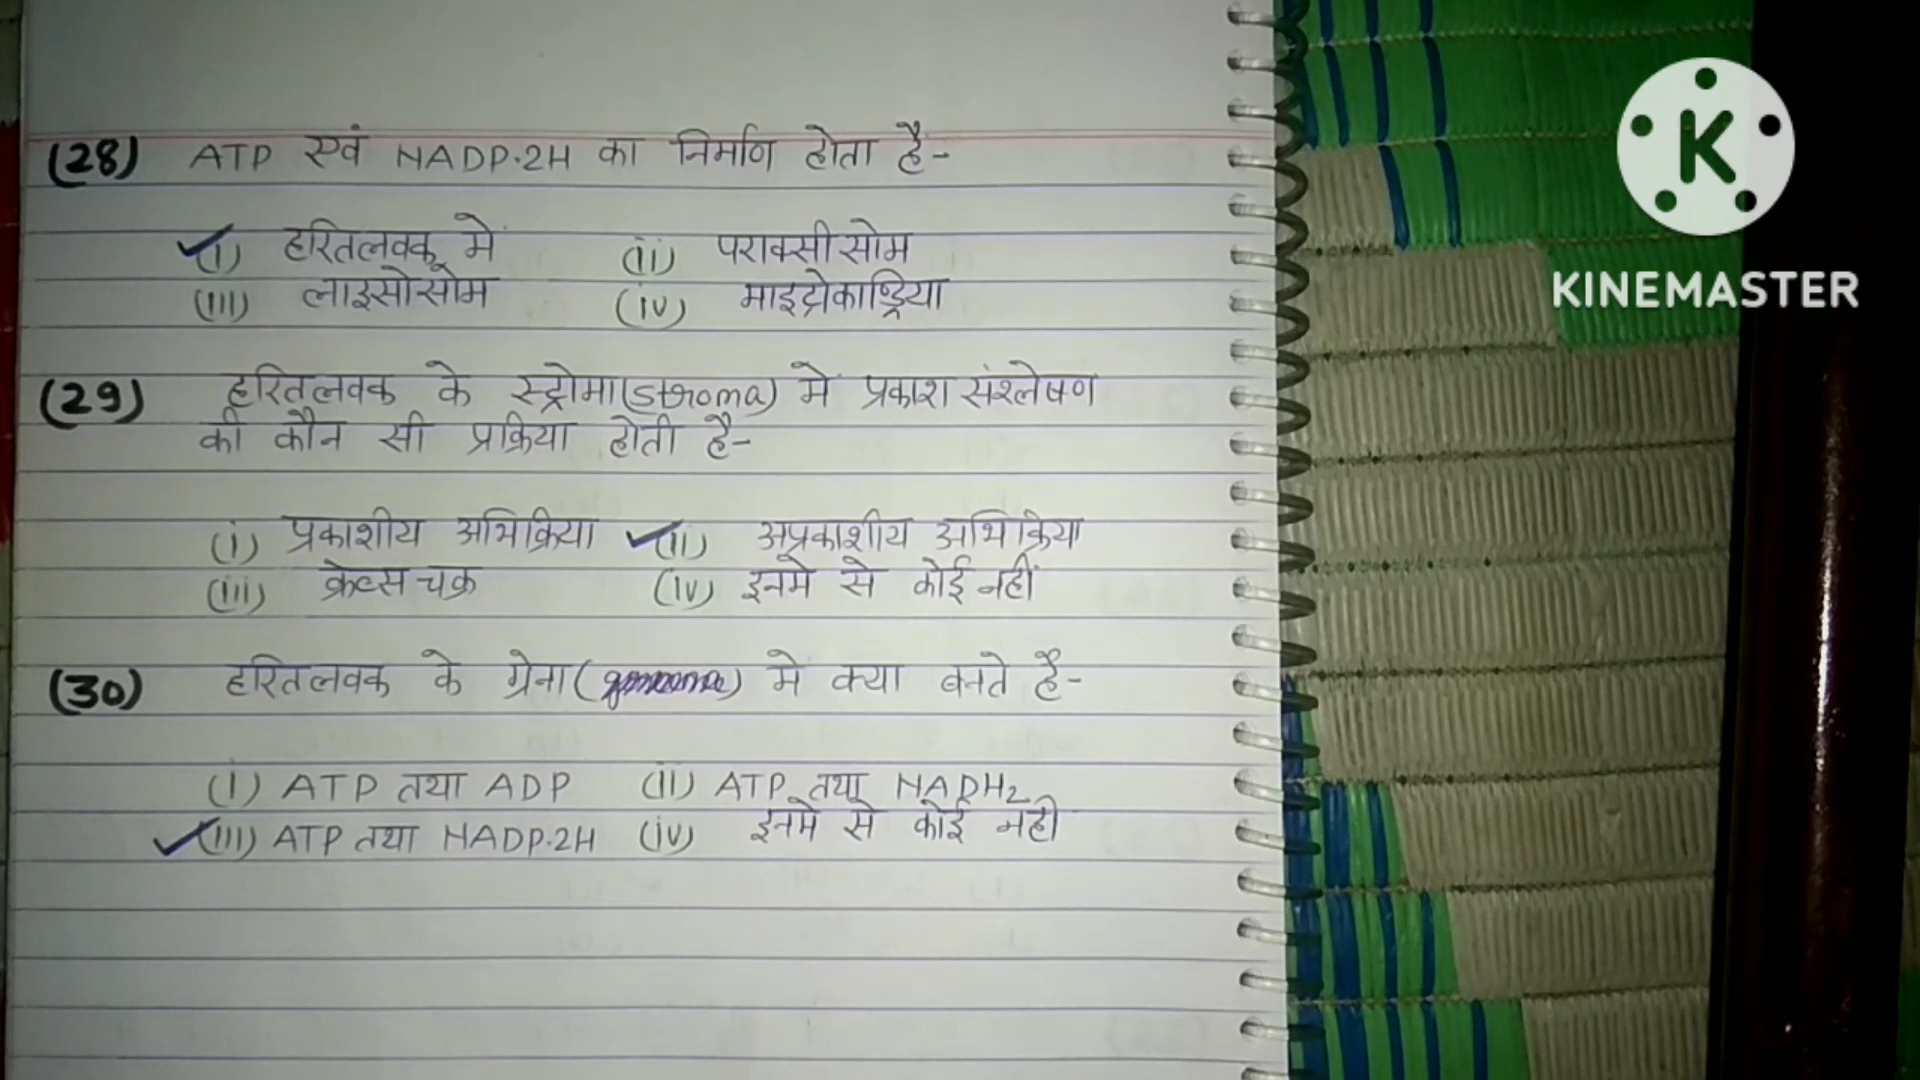 (28) ATP एवं NADP.2H का निर्माण होता है-
(i) हरितलवक में (ii) पराक्सीसोम
(iii) लाइसोसोम (iv) माइट्रोकाण्ड्रिया
(29) हरितलवक के स्ट्रोमा(stroma) में प्रकाश संश्लेषण
की कौन सी प्रक्रिया होती है-
(i) प्रकाशीय अभिक्रिया (ii) अप्रकाशीय अभिक्रिया
(iii) क्रेब्स चक्र (iv) इनमे से कोई नहीं
(30) हरितलवक के ग्रेना( ) मे क्या बनते है-
(i) ATP तथा ADP (ii) ATP तथा NADH2
(iii) ATP तथा NADP.2H (iv) इनमे से कोई नही
K
KINEMASTER